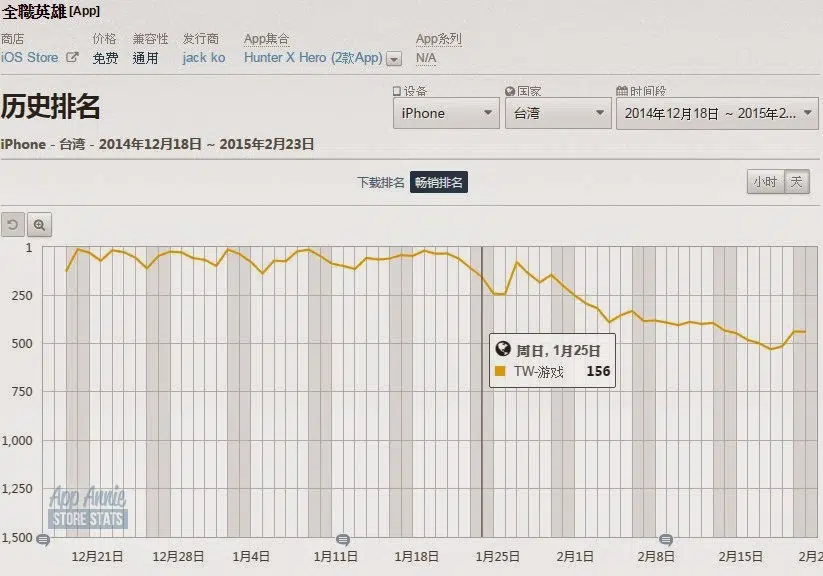 全職英雄[App]
商店 价格 兼容性 发行商 App集合 App系列
iOS Store 免费 通用 jack ko Hunter X Hero (2款App) N/A
历史排名
设备 国家 时间段
iPhone 台湾 2014年12月18日 ~ 2015年2...
iPhone - 台湾 - 2014年12月18日 ~ 2015年2月23日
下载排名 畅销排名 小时 天
1
250
500
750
1,000
1,250
1,500
周日, 1月25日
TW-游戏 156
App Annie
STORE STATS
12月21日 12月28日 1月4日 1月11日 1月18日 1月25日 2月1日 2月8日 2月15日 2月2